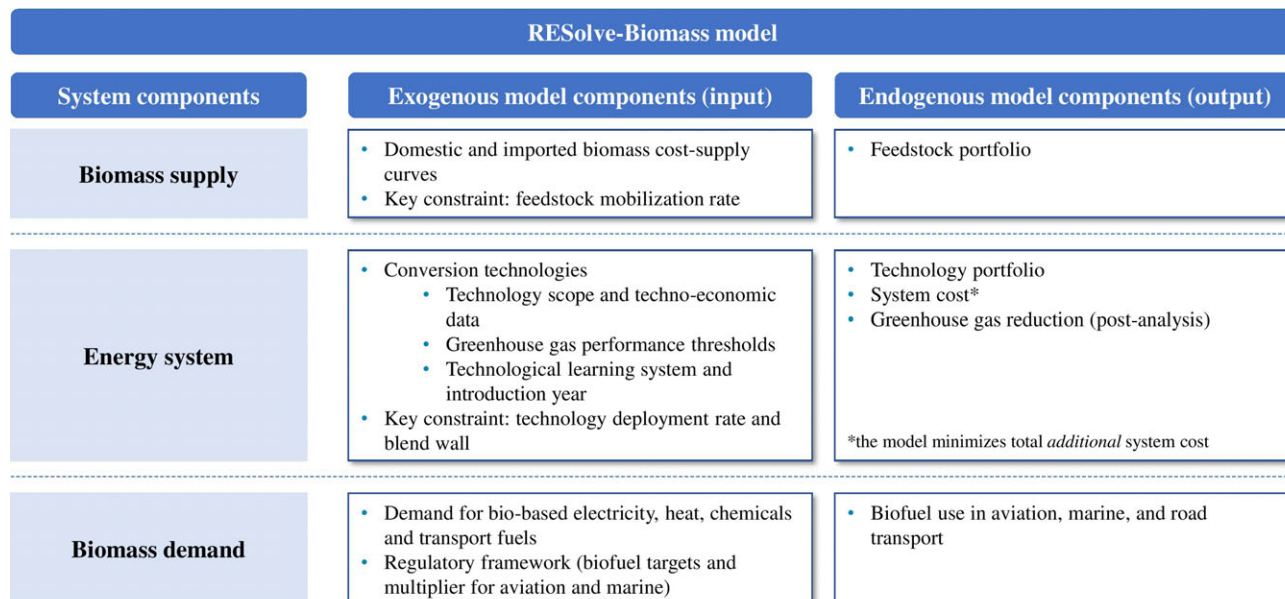 RESolve-Biomass model
System components
Exogenous model components (input)
Endogenous model components (output)
Biomass supply
• Domestic and imported biomass cost-supply
curves
• Key constraint: feedstock mobilization rate
• Feedstock portfolio
Energy system
• Conversion technologies
• Technology scope and techno-economic
data
• Greenhouse gas performance thresholds
• Technological learning system and
introduction year
• Key constraint: technology deployment rate and
blend wall
• Technology portfolio
• System cost*
• Greenhouse gas reduction (post-analysis)
*the model minimizes total additional system cost
Biomass demand
• Demand for bio-based electricity, heat, chemicals
and transport fuels
• Regulatory framework (biofuel targets and
multiplier for aviation and marine)
• Biofuel use in aviation, marine, and road
transport